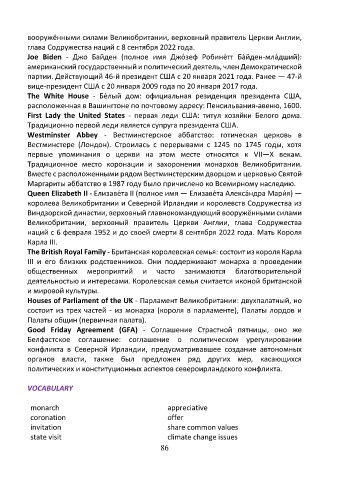 вооружёнными силами Великобритании, верховный правитель Церкви Англии,
глава Содружества наций с 8 сентября 2022 года.
Joe Biden - Джо Байден (полное имя Джо́зеф Робине́тт Ба́йден-мла́дший):
американский государственный и политический деятель, член Демократической
партии. Действующий 46-й президент США с 20 января 2021 года. Ранее — 47-й
вице-президент США с 20 января 2009 года по 20 января 2017 года.
The White House - Бе́лый дом: официальная резиденция президента США,
расположенная в Вашингтоне по почтовому адресу: Пенсильвания-авеню, 1600.
First Lady the United States - первая леди США: титул хозяйки Белого дома.
Традиционно первой леди является супруга президента США.
Westminster Abbey - Вестминстерское аббатство: готическая церковь в
Вестминстере (Лондон). Строилась с перерывами с 1245 по 1745 годы, хотя
первые упоминания о церкви на этом месте относятся к VII—X векам.
Традиционное место коронации и захоронения монархов Великобритании.
Вместе с расположенными рядом Вестминстерским дворцом и церковью Святой
Маргариты аббатство в 1987 году было причислено ко Всемирному наследию.
Queen Elizabeth II - Елизаве́та II (полное имя — Елизаве́та Алекса́ндра Мари́я) —
королева Великобритании и Северной Ирландии и королевств Содружества из
Виндзорской династии, верховный главнокомандующий вооружёнными силами
Великобритании, верховный правитель Церкви Англии, глава Содружества
наций с 6 февраля 1952 и до своей смерти 8 сентября 2022 года. Мать Короля
Карла III.
The British Royal Family - Британская королевская семья: состоит из короля Карла
III и его близких родственников. Они поддерживают монарха в проведении
общественных мероприятий и часто занимаются благотворительной
деятельностью и интересами. Королевская семья считается иконой британской
и мировой культуры.
Houses of Parliament of the UK - Парламент Великобритании: двухпалатный, но
состоит из трех частей - из монарха (короля в парламенте), Палаты лордов и
Палаты общин (первичная палата).
Good Friday Agreement (GFA) - Соглашение Страстной пятницы, оно же
Белфастское соглашение: соглашение о политическом урегулировании
конфликта в Северной Ирландии, предусматривавшее создание автономных
органов власти, также был предложен ряд других мер, касающихся
политических и конституционных аспектов североирландского конфликта.
VOCABULARY
monarch appreciative
coronation offer
invitation share common values
state visit climate change issues
86